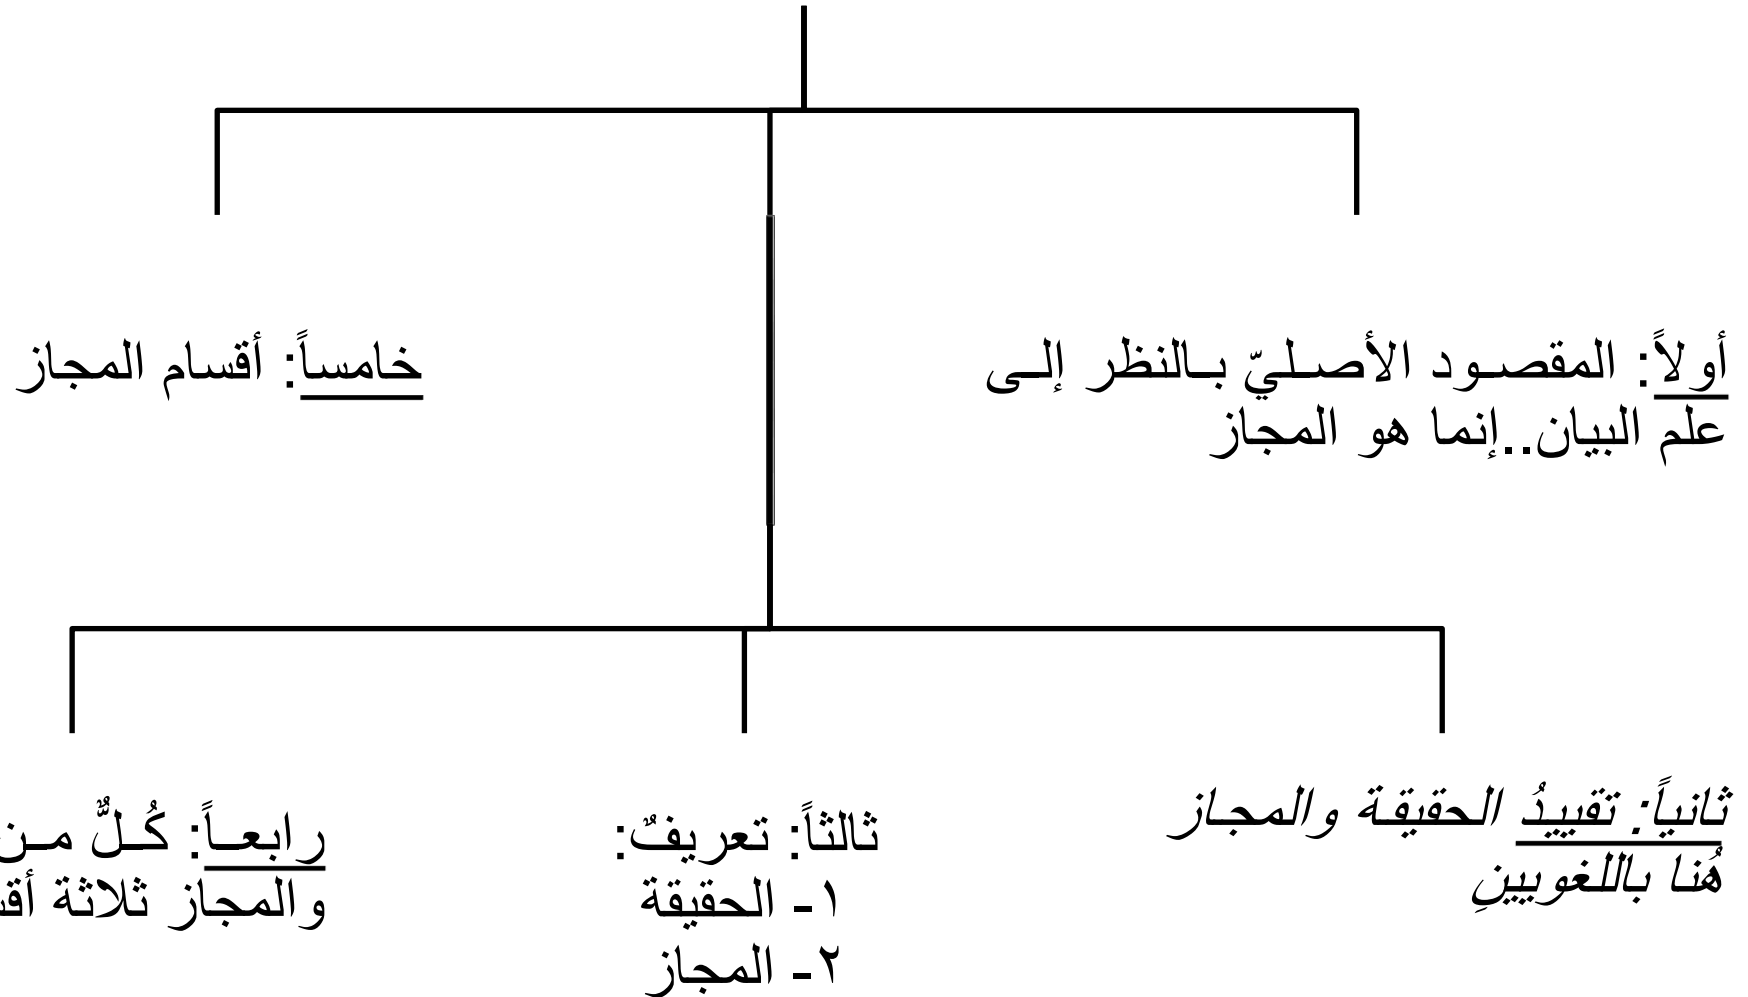 أولاً: المقصود الأصليّ بالنظر إلى
علم البيان..إنما هو المجاز
خامساً: أقسام المجاز
ثانياً: تقييدُ الحقيقة والمجاز
هُنا باللغويينِ
ثالثاً: تعريفٌ:
١- الحقيقة
٢- المجاز
رابعاً: كُلٌّ من
والمجاز ثلاثة